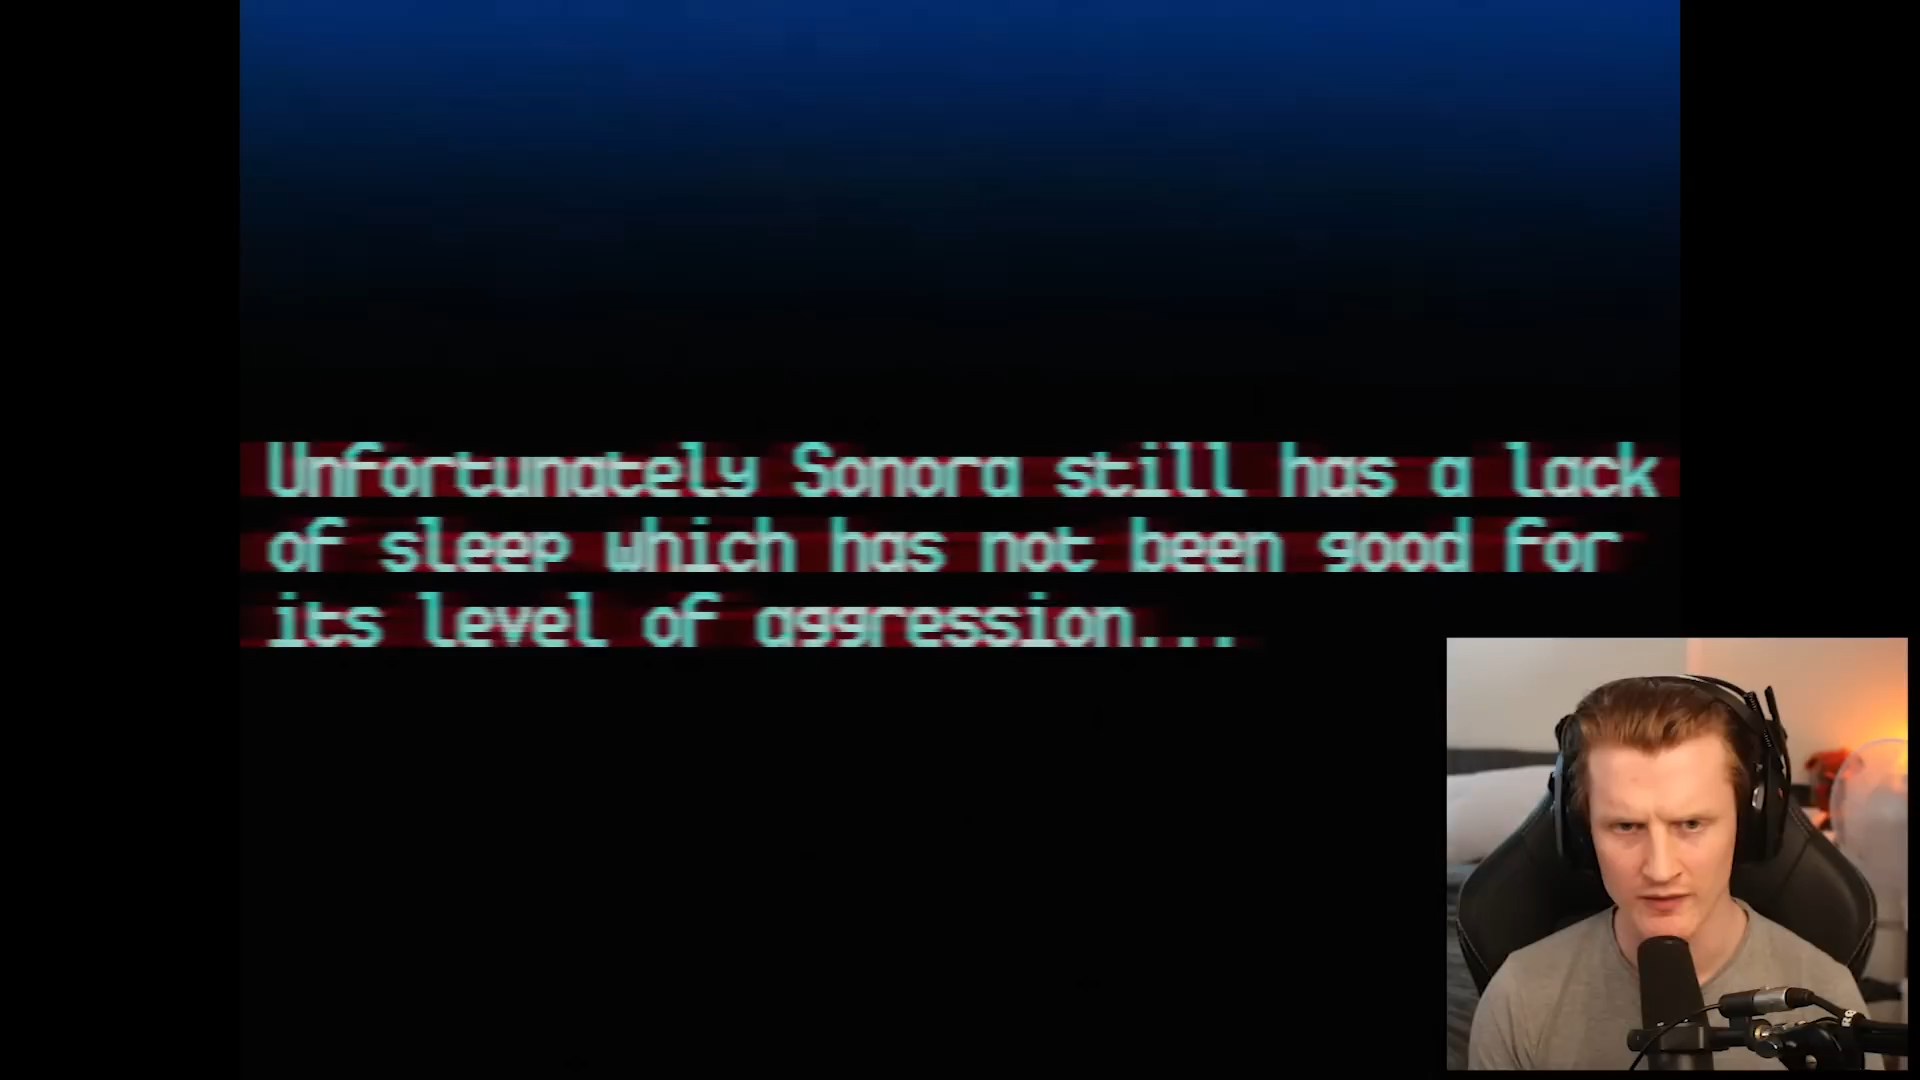 Unfortunately Sonora still has a lack
of sleep which has not been good for
its level of aggression...